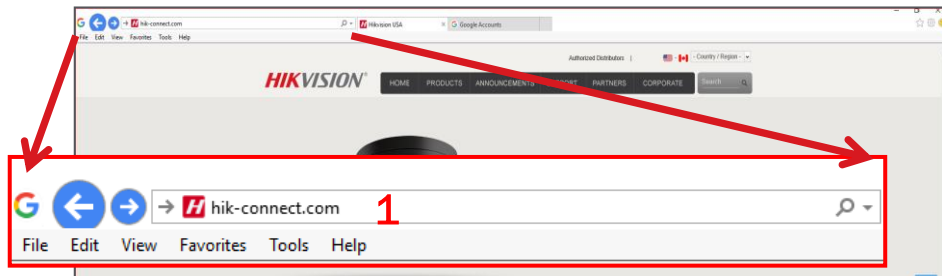 hik-connect.com Hikvision USA Google Accounts
File Edit View Favorites Tools Help
Authorized Distributors | - Country / Region -
HIKVISION® HOME PRODUCTS ANNOUNCEMENTS PARTNERS CORPORATE Search
G H hik-connect.com 1
File Edit View Favorites Tools Help